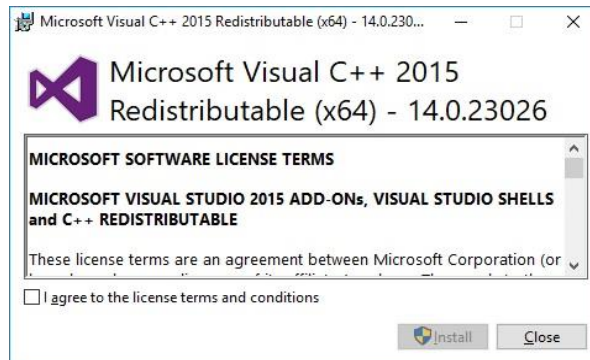 Microsoft Visual C++ 2015 Redistributable (x64) - 14.0.230...
Microsoft Visual C++ 2015
Redistributable (x64) - 14.0.23026
MICROSOFT SOFTWARE LICENSE TERMS
MICROSOFT VISUAL STUDIO 2015 ADD-ONs, VISUAL STUDIO SHELLS
and C++ REDISTRIBUTABLE
These license terms are an agreement between Microsoft Corporation (or
I agree to the license terms and conditions
Install Close